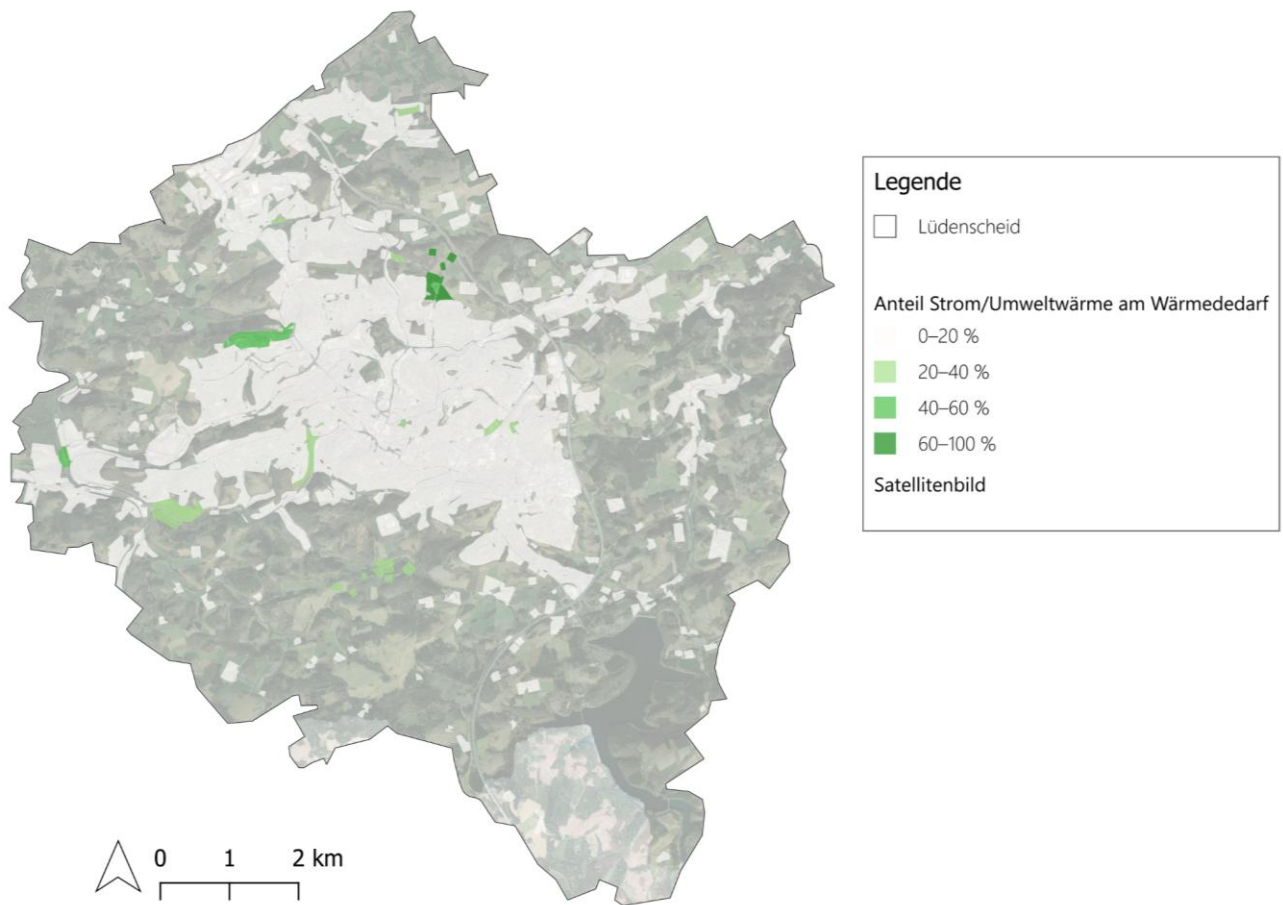 Legende
Lüdenscheid
Anteil Strom/Umweltwärme am Wärmededarf
0–20 %
20–40 %
40–60 %
60–100 %
Satellitenbild
0 1 2 km